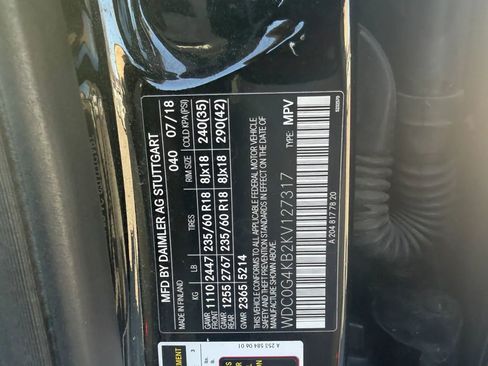 MFD BY DAIMLER AG STUTTGART
MADE IN FINLAND 040 07/18
KG LB TIRES RIM SIZE COLD KPA(PSI)
GAWR FRONT 1110 2447 235/60 R18 8Jx18 240(35)
GAWR REAR 1255 2767 235/60 R18 8Jx18 290(42)
GVWR 2365 5214
THIS VEHICLE CONFORMS TO ALL APPLICABLE FEDERAL MOTOR VEHICLE
SAFETY, BUMPER, AND THEFT PREVENTION STANDARDS IN EFFECT ON THE DATE OF
MANUFACTURE SHOWN ABOVE.
WDC0G4KB2KV127317
TYPE: MPV
A 204 817 78 20
A 253 584 06 01